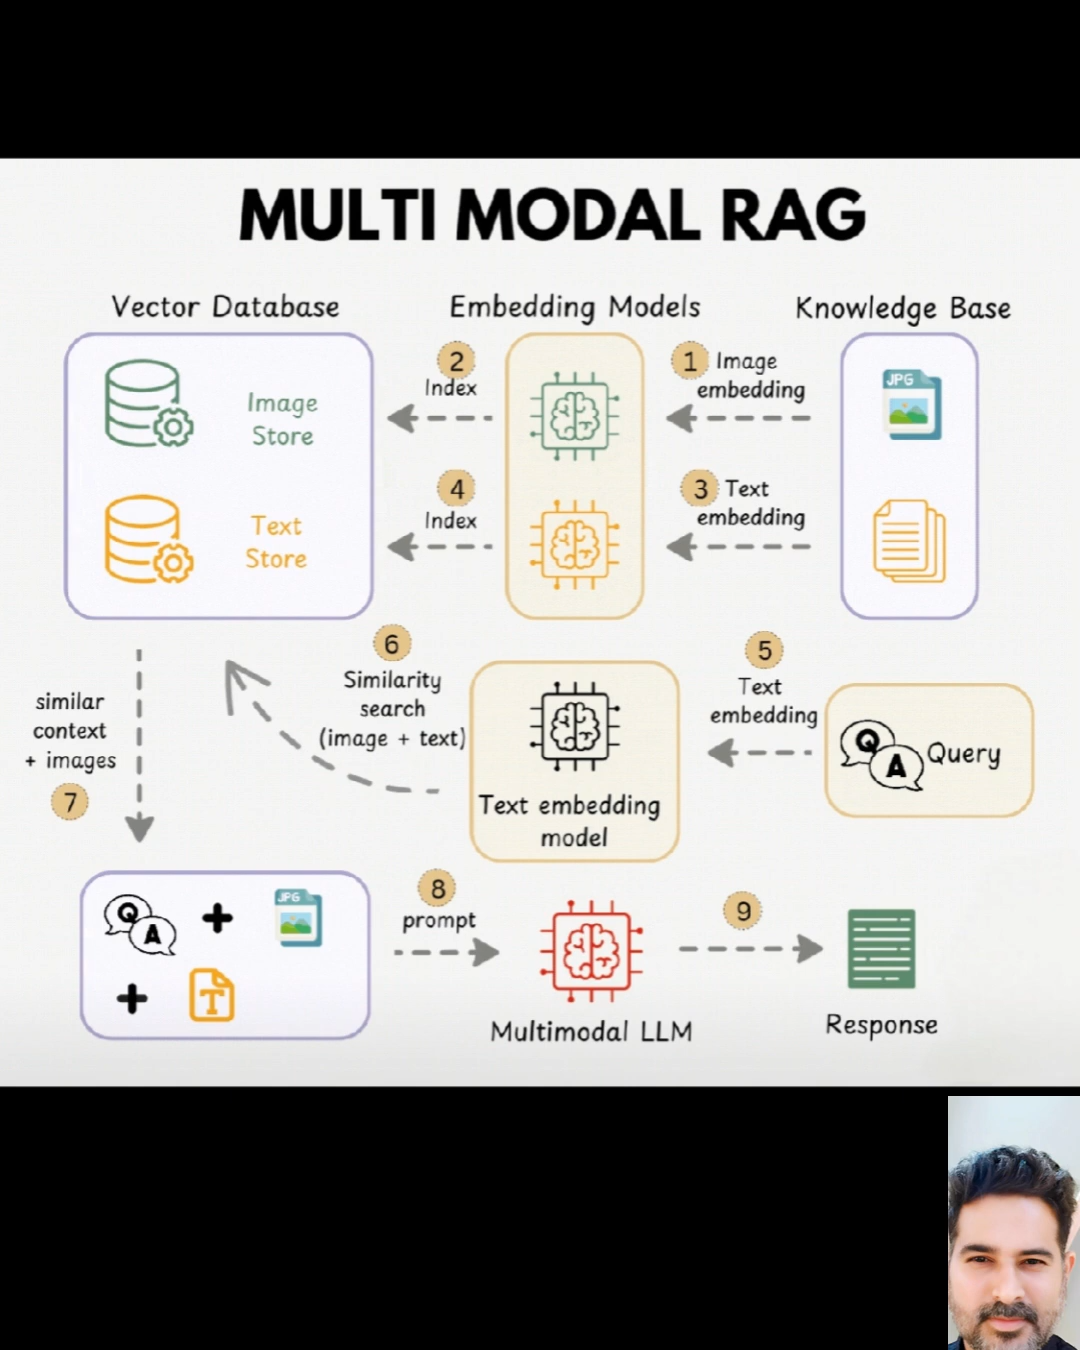 MULTI MODAL RAG
Vector Database
Embedding Models
Knowledge Base
Image
Store
2
Index
1
Image
embedding
JPG
Text
Store
4
Index
3
Text
embedding
6
Similarity
search
(image + text)
5
Text
embedding
similar
context
+ images
7
Text embedding
model
Q
A
Query
Q
A
+
JPG
+
T
8
prompt
9
Multimodal LLM
Response